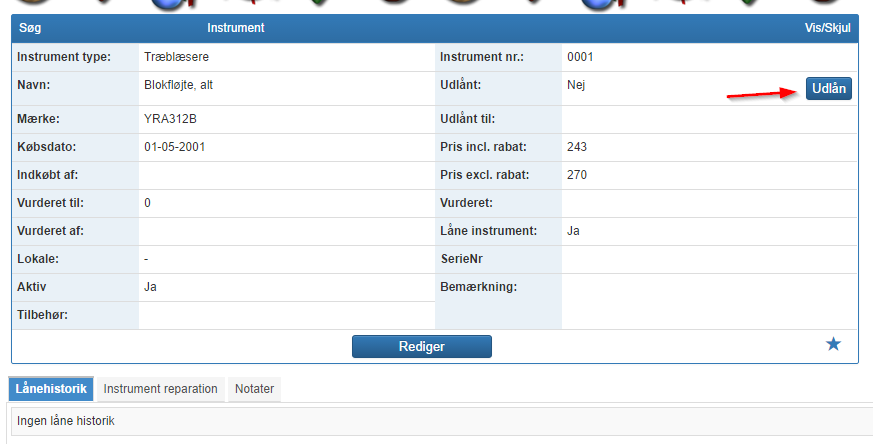 Søg Instrument Vis/Skjul
Instrument type: Træblæsere Instrument nr.: 0001
Navn: Blokfløjte, alt Udlånt: Nej Udlån
Mærke: YRA312B Udlånt til:
Købsdato: 01-05-2001 Pris incl. rabat: 243
Indkøbt af: Pris excl. rabat: 270
Vurderet til: 0 Vurderet:
Vurderet af: Låne instrument: Ja
Lokale: - SerieNr
Aktiv Ja Bemærkning:
Tilbehør:
Rediger
Lånehistorik Instrument reparation Notater
Ingen låne historik